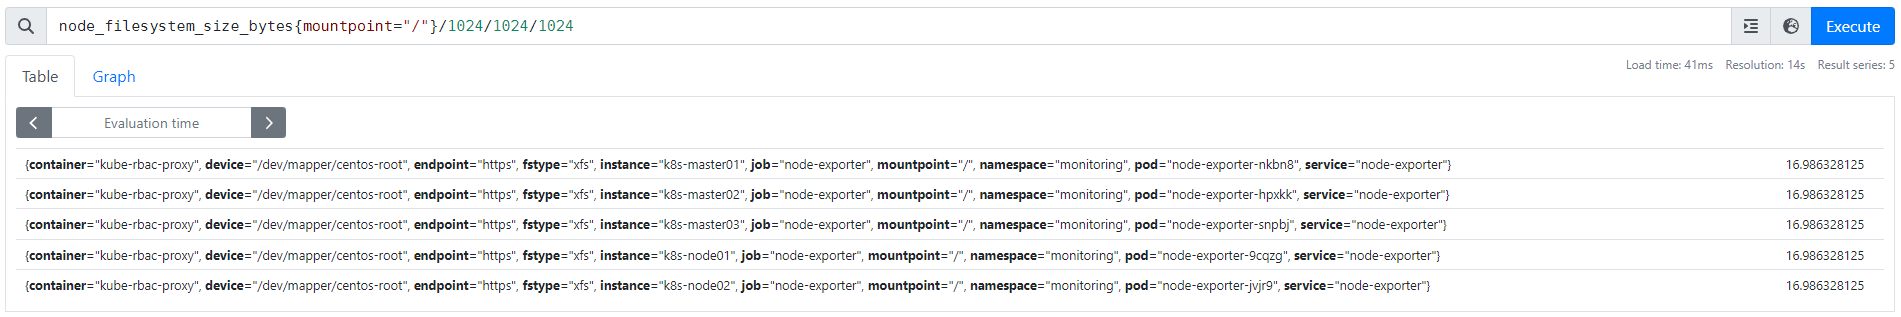 node_filesystem_size_bytes{mountpoint="/"}/1024/1024/1024
Execute
Table Graph
Load time: 41ms Resolution: 14s Result series: 5
Evaluation time
{container="kube-rbac-proxy", device="/dev/mapper/centos-root", endpoint="https", fstype="xfs", instance="k8s-master01", job="node-exporter", mountpoint="/", namespace="monitoring", pod="node-exporter-nkbn8", service="node-exporter"} 16.986328125
{container="kube-rbac-proxy", device="/dev/mapper/centos-root", endpoint="https", fstype="xfs", instance="k8s-master02", job="node-exporter", mountpoint="/", namespace="monitoring", pod="node-exporter-hpxkk", service="node-exporter"} 16.986328125
{container="kube-rbac-proxy", device="/dev/mapper/centos-root", endpoint="https", fstype="xfs", instance="k8s-master03", job="node-exporter", mountpoint="/", namespace="monitoring", pod="node-exporter-snpbj", service="node-exporter"} 16.986328125
{container="kube-rbac-proxy", device="/dev/mapper/centos-root", endpoint="https", fstype="xfs", instance="k8s-node01", job="node-exporter", mountpoint="/", namespace="monitoring", pod="node-exporter-9cqzg", service="node-exporter"} 16.986328125
{container="kube-rbac-proxy", device="/dev/mapper/centos-root", endpoint="https", fstype="xfs", instance="k8s-node02", job="node-exporter", mountpoint="/", namespace="monitoring", pod="node-exporter-jvjr9", service="node-exporter"} 16.986328125